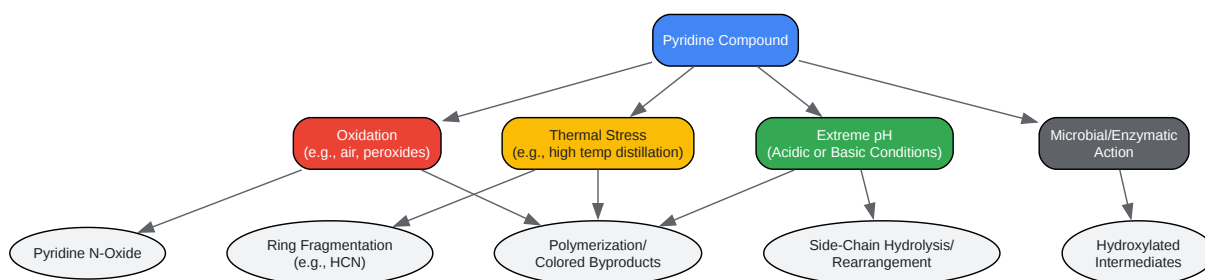 Pyridine Compound
Oxidation
(e.g., air, peroxides)
Thermal Stress
(e.g., high temp distillation)
Extreme pH
(Acidic or Basic Conditions)
Microbial/Enzymatic
Action
Pyridine N-Oxide
Ring Fragmentation
(e.g., HCN)
Polymerization/
Colored Byproducts
Side-Chain Hydrolysis/
Rearrangement
Hydroxylated
Intermediates